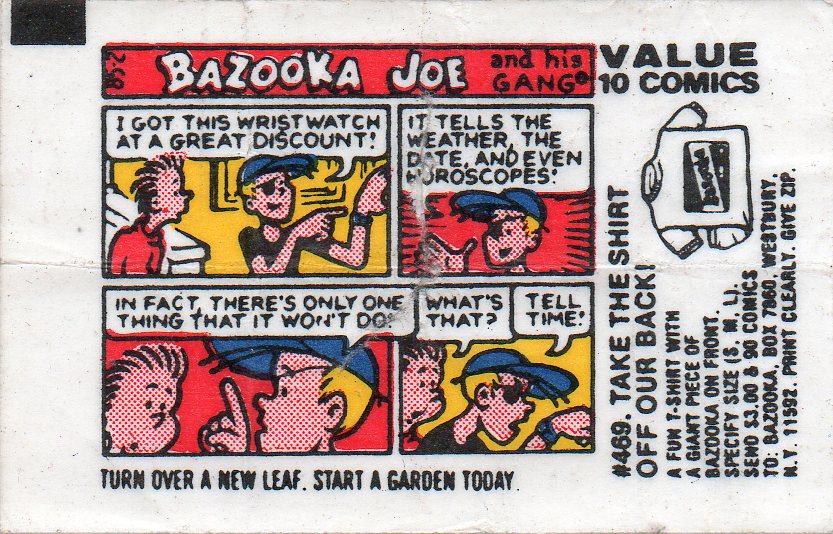 2-59
BAZOOKA JOE
and his
GANG®
I GOT THIS WRISTWATCH
AT A GREAT DISCOUNT!
IT TELLS THE
WEATHER, THE
DATE, AND EVEN
HOROSCOPES!
IN FACT, THERE'S ONLY ONE
THING THAT IT WON'T DO!
WHAT'S
THAT?
TELL
TIME!
TURN OVER A NEW LEAF. START A GARDEN TODAY.
VALUE
10 COMICS
BAZOOKA
#469. TAKE THE SHIRT
OFF OUR BACK!
A FUN T-SHIRT WITH
A GIANT PIECE OF
BAZOOKA ON FRONT.
SPECIFY SIZE (S, M, L).
SEND $3.00 & 90 COMICS
TO: BAZOOKA, BOX 7860, WESTBURY,
N.Y. 11592. PRINT CLEARLY. GIVE ZIP.